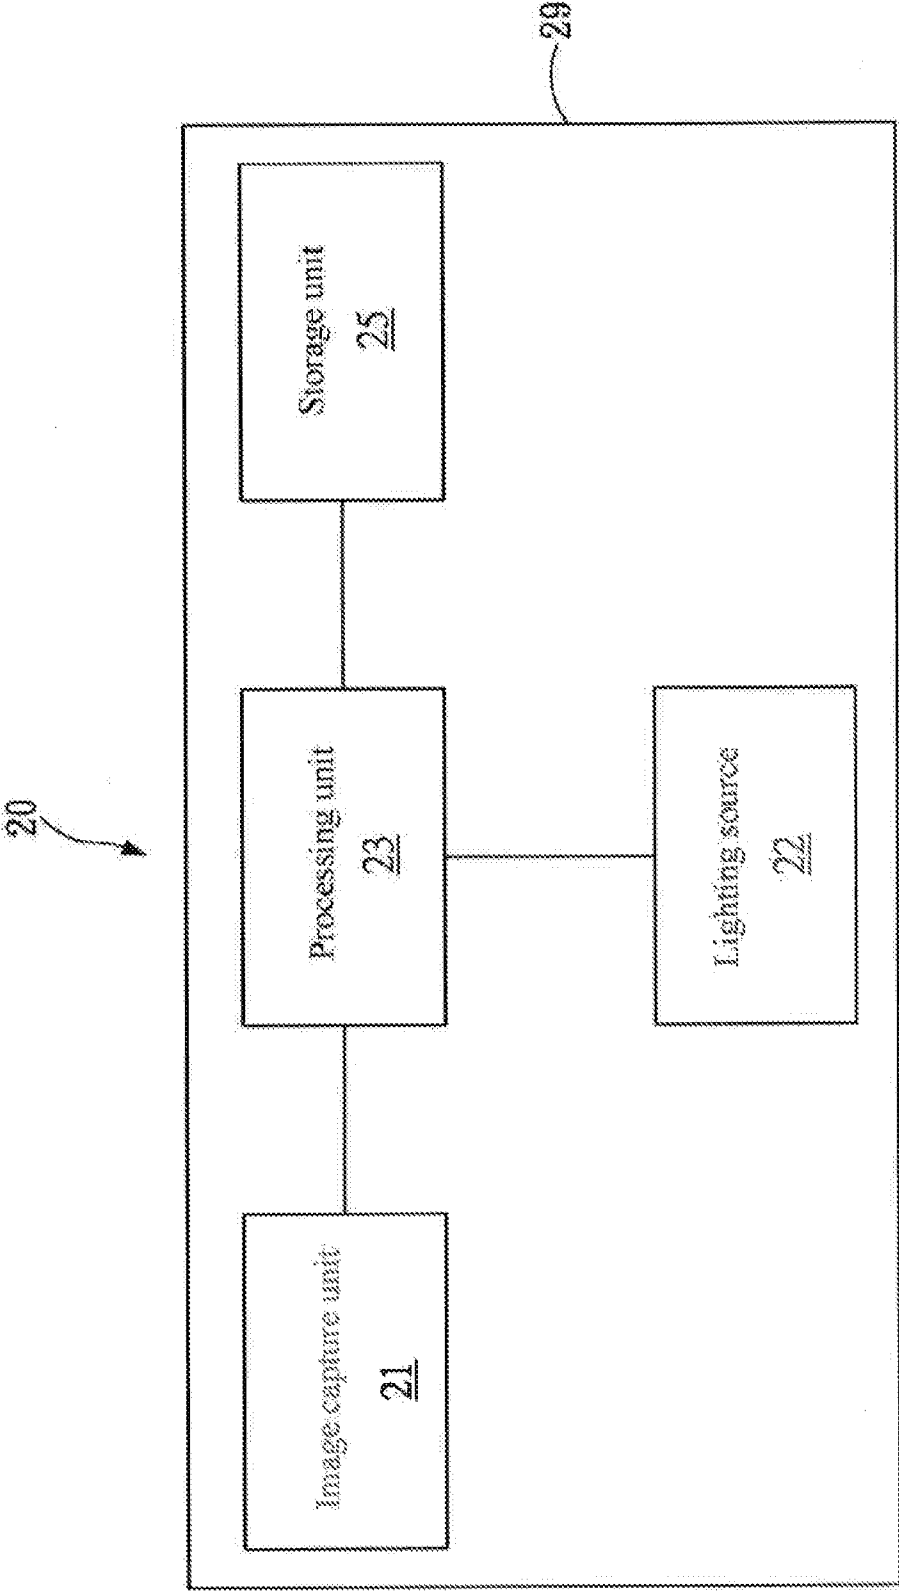 20
Image capture unit
21
Processing unit
23
Storage unit
25
Lighting source
22
29